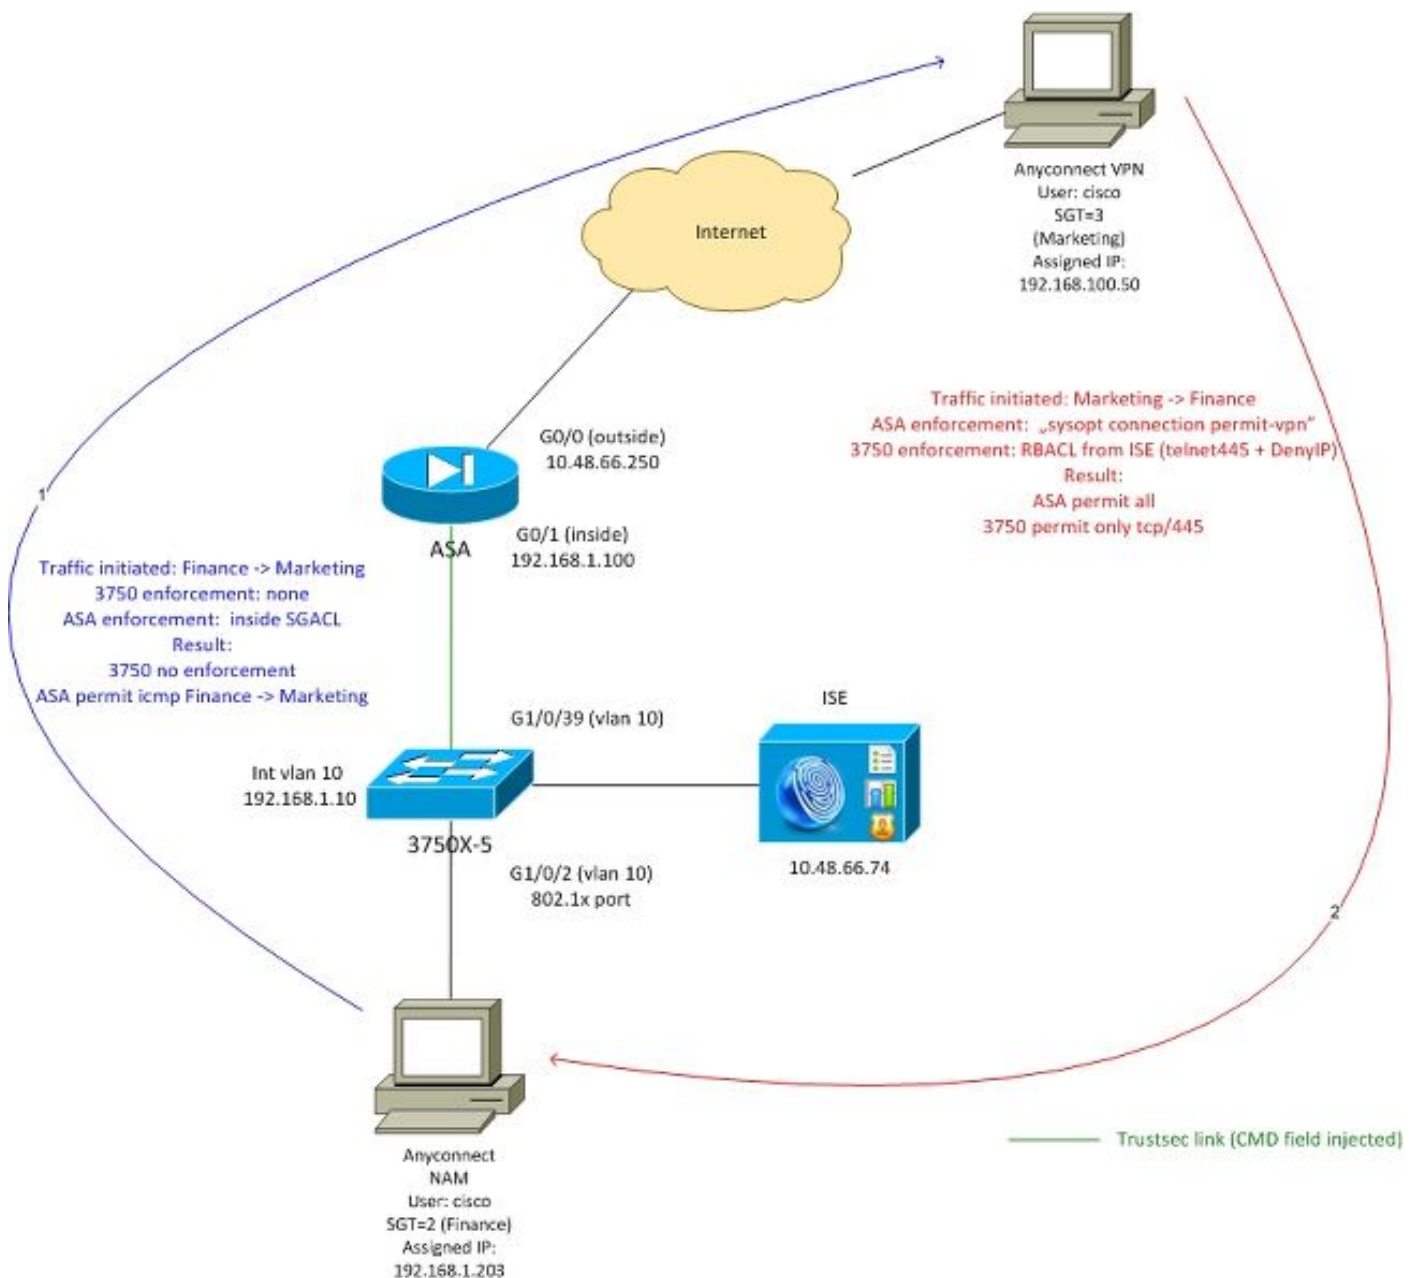 Anyconnect VPN
User: cisco
SGT=3
(Marketing)
Assigned IP:
192.168.100.50
Internet
Traffic initiated: Marketing -> Finance
ASA enforcement: „sysopt connection permit-vpn”
3750 enforcement: RBACL from ISE (telnet445 + DenyIP)
Result:
ASA permit all
3750 permit only tcp/445
G0/0 (outside)
10.48.66.250
1
ASA
G0/1 (inside)
192.168.1.100
Traffic initiated: Finance -> Marketing
3750 enforcement: none
ASA enforcement: inside SGACL
Result:
3750 no enforcement
ASA permit icmp Finance -> Marketing
G1/0/39 (vlan 10)
ISE
Int vlan 10
192.168.1.10
3750X-5
10.48.66.74
G1/0/2 (vlan 10)
802.1x port
2
Trustsec link (CMD field injected)
Anyconnect
NAM
User: cisco
SGT=2 (Finance)
Assigned IP:
192.168.1.203